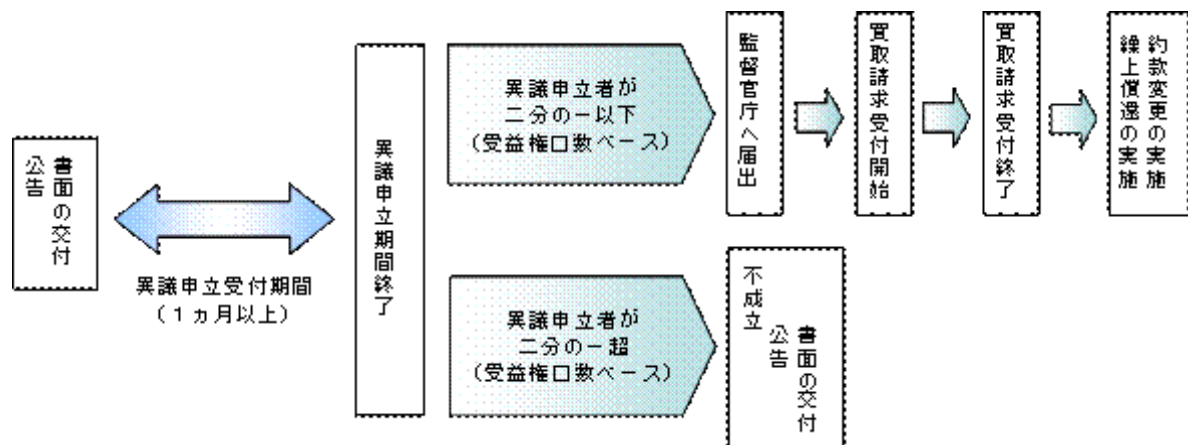 書面の交付
公告
異議申立受付期間
(1ヵ月以上)
異議申立期間終了
異議申立者が
二分の一以下
(受益権口数ベース)
監督官庁へ届出
買取請求受付開始
買取請求受付終了
約款変更の実施
繰上償還の実施
異議申立者が
二分の一超
(受益権口数ベース)
不成立
書面の交付
公告